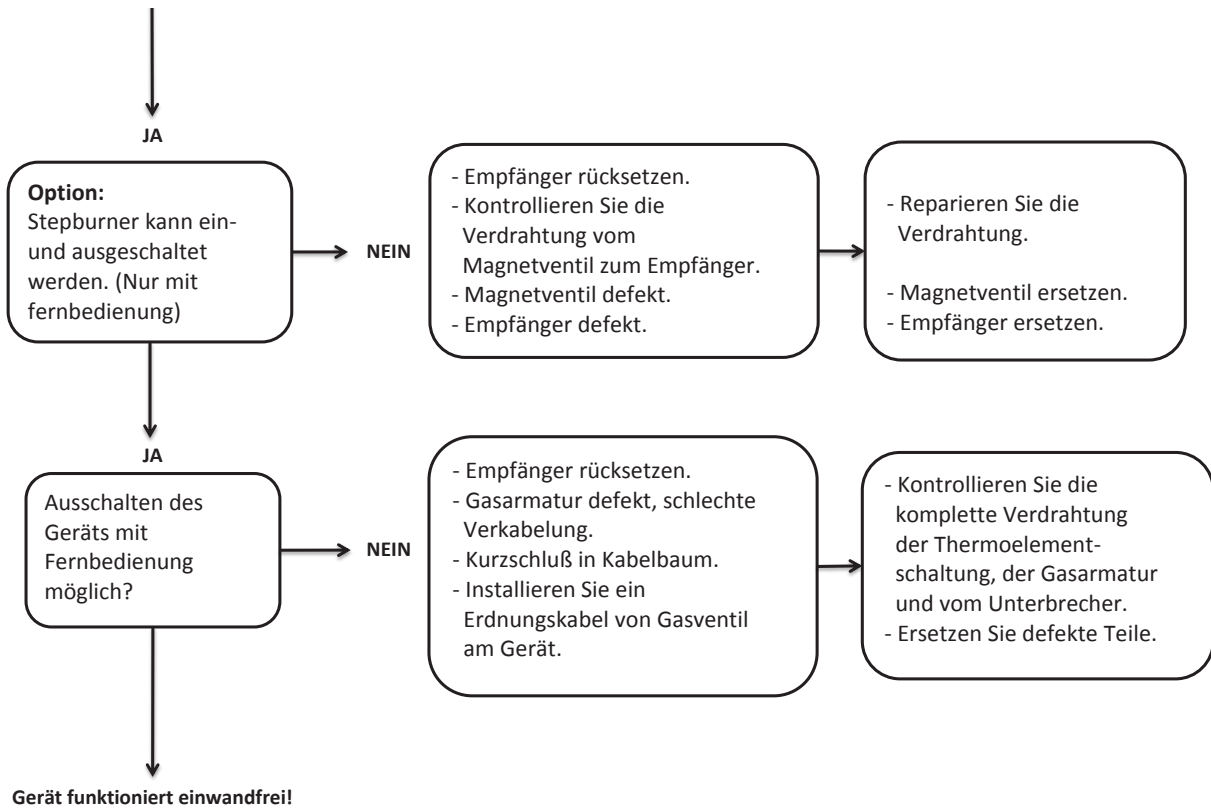 JA
Option:
Stepburner kann ein-
und ausgeschaltet
werden. (Nur mit
fernbedienung)
NEIN
- Empfänger rücksetzen.
- Kontrollieren Sie die
Verdrahtung vom
Magnetventil zum Empfänger.
- Magnetventil defekt.
- Empfänger defekt.
- Reparieren Sie die
Verdrahtung.
- Magnetventil ersetzen.
- Empfänger ersetzen.
JA
Ausschalten des
Geräts mit
Fernbedienung
möglich?
NEIN
- Empfänger rücksetzen.
- Gasarmatur defekt, schlechte
Verkabelung.
- Kurzschluß in Kabelbaum.
- Installieren Sie ein
Erdnungskabel von Gasventil
am Gerät.
- Kontrollieren Sie die
komplette Verdrahtung
der Thermoelement-
schaltung, der Gasarmatur
und vom Unterbrecher.
- Ersetzen Sie defekte Teile.
Gerät funktioniert einwandfrei!